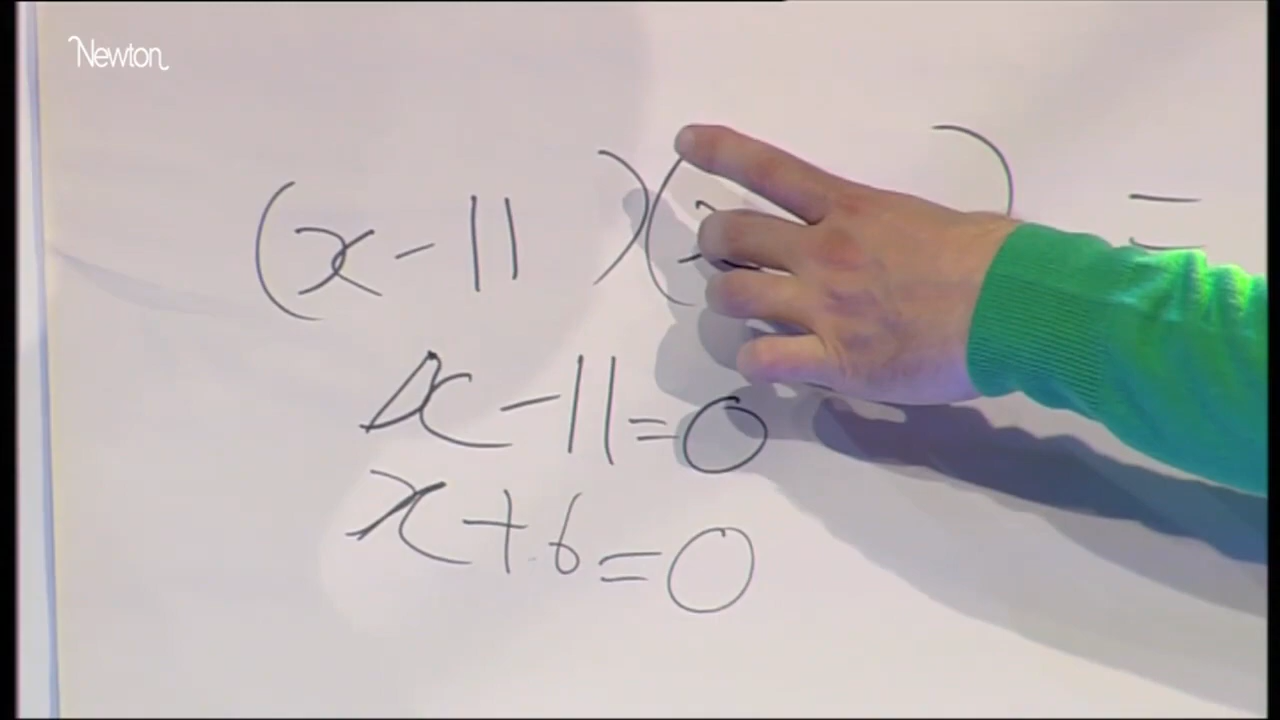 Newton
(x-11)(x ) =
x-11=0
x+6=0